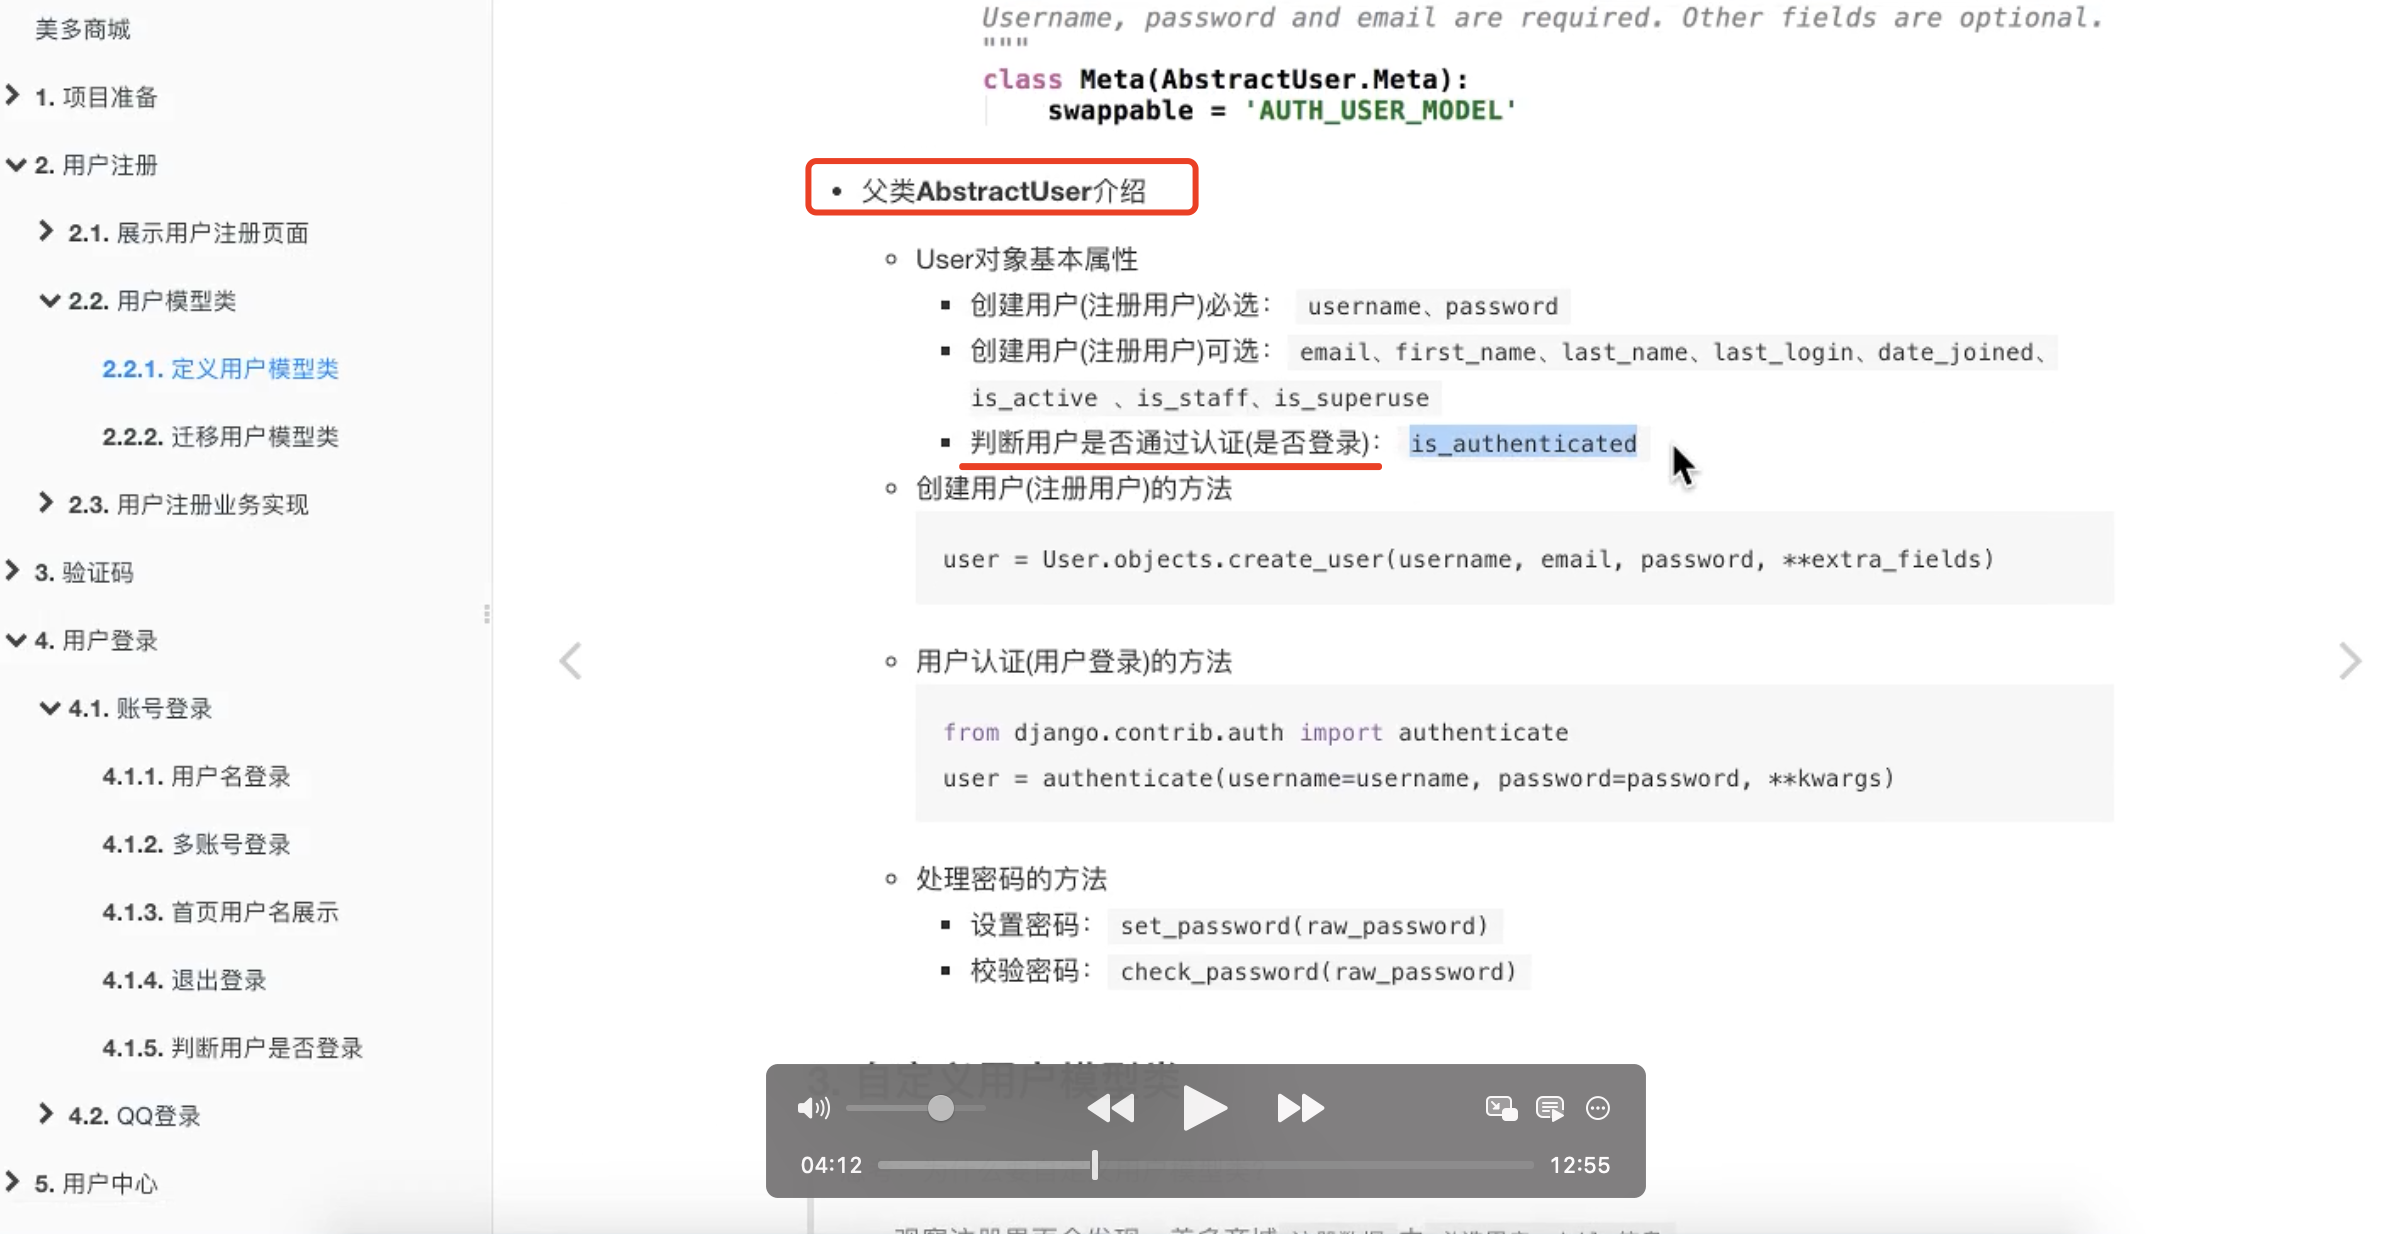 美多商城
1. 项目准备
2. 用户注册
2.1. 展示用户注册页面
2.2. 用户模型类
2.2.1. 定义用户模型类
2.2.2. 迁移用户模型类
2.3. 用户注册业务实现
3. 验证码
4. 用户登录
4.1. 账号登录
4.1.1. 用户名登录
4.1.2. 多账号登录
4.1.3. 首页用户名展示
4.1.4. 退出登录
4.1.5. 判断用户是否登录
4.2. QQ登录
5. 用户中心
Username, password and email are required. Other fields are optional.
"""
class Meta(AbstractUser.Meta):
swappable = 'AUTH_USER_MODEL'
• 父类AbstractUser介绍
User对象基本属性
创建用户(注册用户)必选： username、password
创建用户(注册用户)可选： email、first_name、last_name、last_login、date_joined、
is_active 、is_staff、is_superuse
判断用户是否通过认证(是否登录)： is_authenticated
创建用户(注册用户)的方法
user = User.objects.create_user(username, email, password, **extra_fields)
用户认证(用户登录)的方法
from django.contrib.auth import authenticate
user = authenticate(username=username, password=password, **kwargs)
处理密码的方法
设置密码： set_password(raw_password)
校验密码： check_password(raw_password)
3. 自定义用户模型类
04:12
12:55